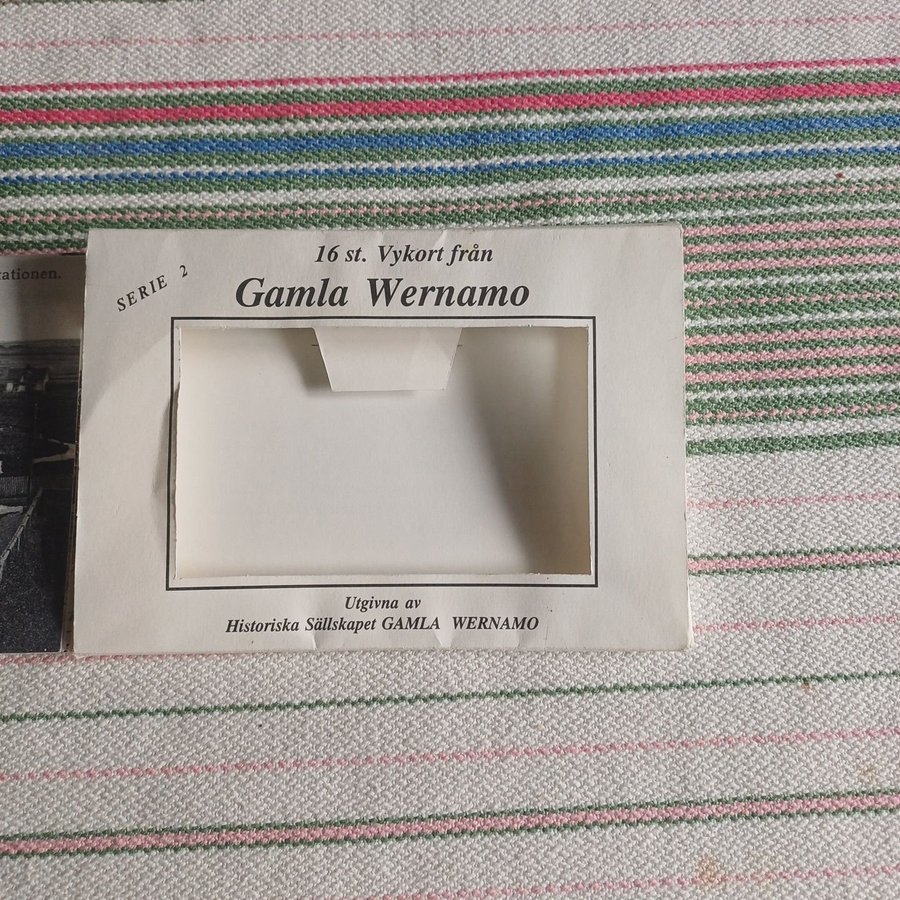 SERIE 2
16 st. Vykort från
Gamla Wernamo
Utgivna av
Historiska Sällskapet GAMLA WERNAMO